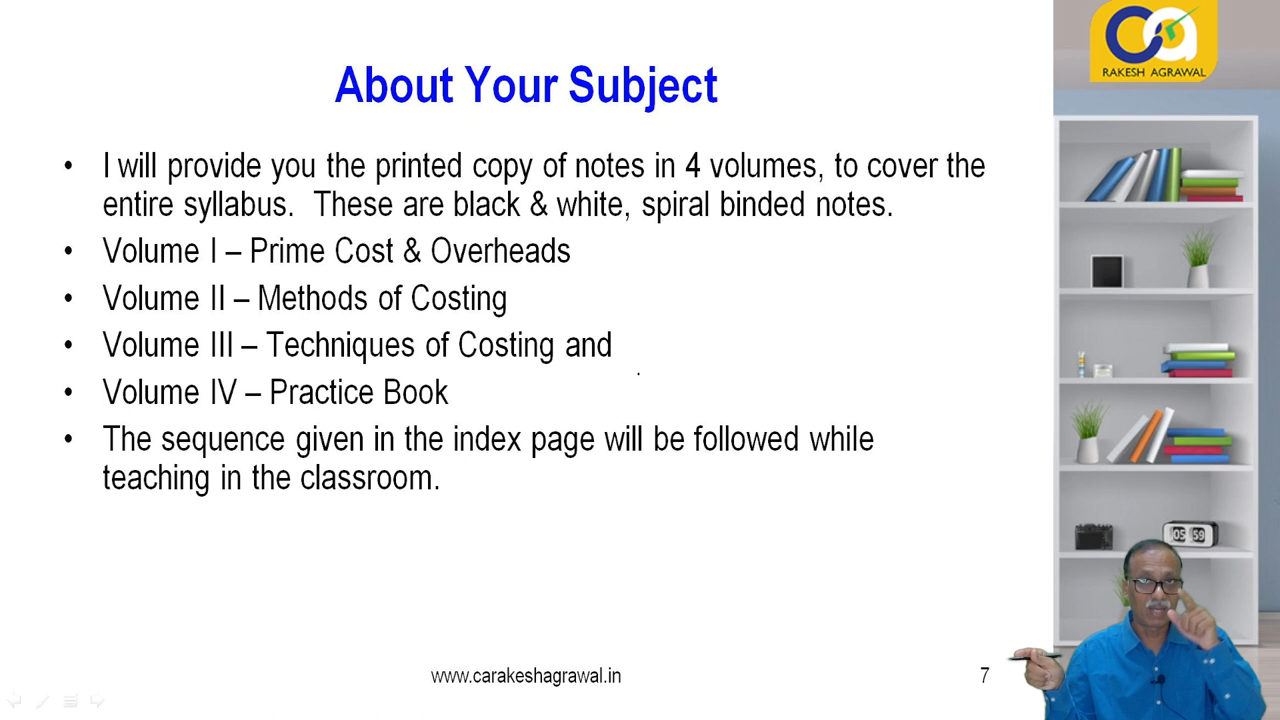 About Your Subject
• I will provide you the printed copy of notes in 4 volumes, to cover the
entire syllabus. These are black & white, spiral binded notes.
• Volume I – Prime Cost & Overheads
• Volume II – Methods of Costing
• Volume III – Techniques of Costing and
• Volume IV – Practice Book
• The sequence given in the index page will be followed while
teaching in the classroom.
www.carakeshagrawal.in
7
ca
RAKESH AGRAWAL
05 59